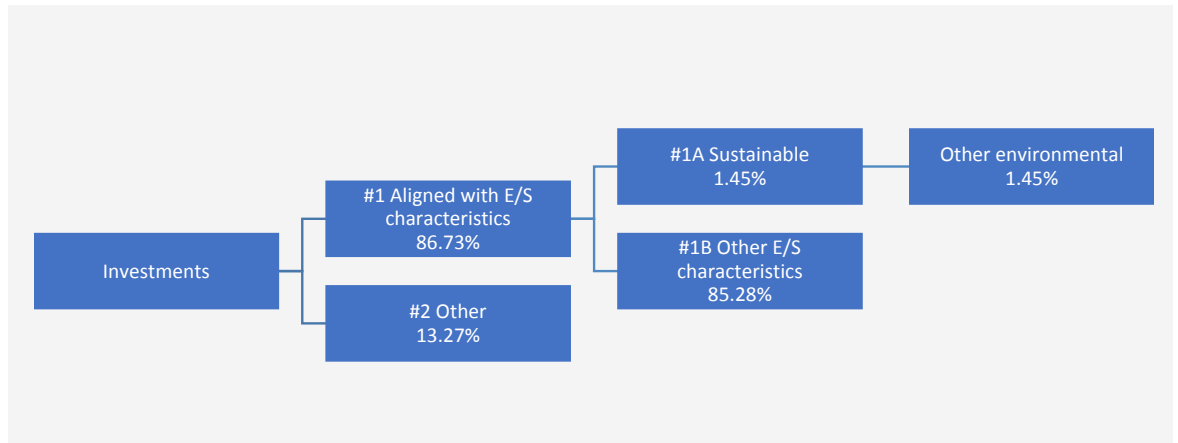 Investments
#1 Aligned with E/S
characteristics
86.73%
#2 Other
13.27%
#1A Sustainable
1.45%
#1B Other E/S
characteristics
85.28%
Other environmental
1.45%